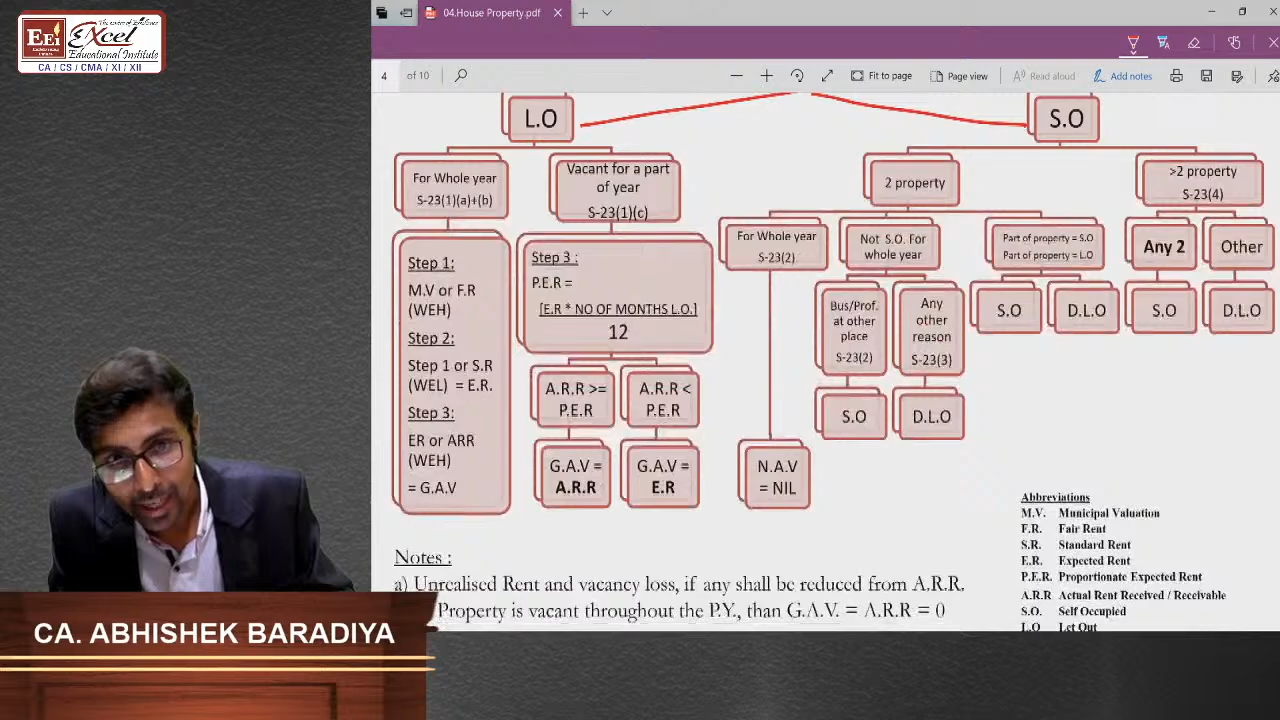 The centre of Excellence
EEi
Excel
Educational Institute
CA / CS / CMA / XI / XII
04.House Property.pdf
4 of 10
Fit to page
Page view
Read aloud
Add notes
L.O
S.O
For Whole year
S-23(1)(a)+(b)
Vacant for a part
of year
S-23(1)(c)
2 property
>2 property
S-23(4)
For Whole year
S-23(2)
Not S.O. For
whole year
Part of property = S.O
Part of property = L.O
Any 2
Other
Step 1:
M.V or F.R
(WEH)
Step 2:
Step 1 or S.R
(WEL) = E.R.
Step 3:
ER or ARR
(WEH)
= G.A.V
Step 3 :
P.E.R =
[E.R * NO OF MONTHS L.O.]
12
A.R.R >=
P.E.R
A.R.R <
P.E.R
G.A.V =
A.R.R
G.A.V =
E.R
Bus/Prof.
at other
place
S-23(2)
Any
other
reason
S-23(3)
S.O
D.L.O
S.O
D.L.O
S.O
D.L.O
N.A.V
= NIL
Abbreviations
M.V. Municipal Valuation
F.R. Fair Rent
S.R. Standard Rent
E.R. Expected Rent
P.E.R. Proportionate Expected Rent
A.R.R Actual Rent Received / Receivable
S.O. Self Occupied
L.O Let Out
Notes :
a) Unrealised Rent and vacancy loss, if any shall be reduced from A.R.R.
Property is vacant throughout the P.Y., than G.A.V. = A.R.R = 0
CA. ABHISHEK BARADIYA